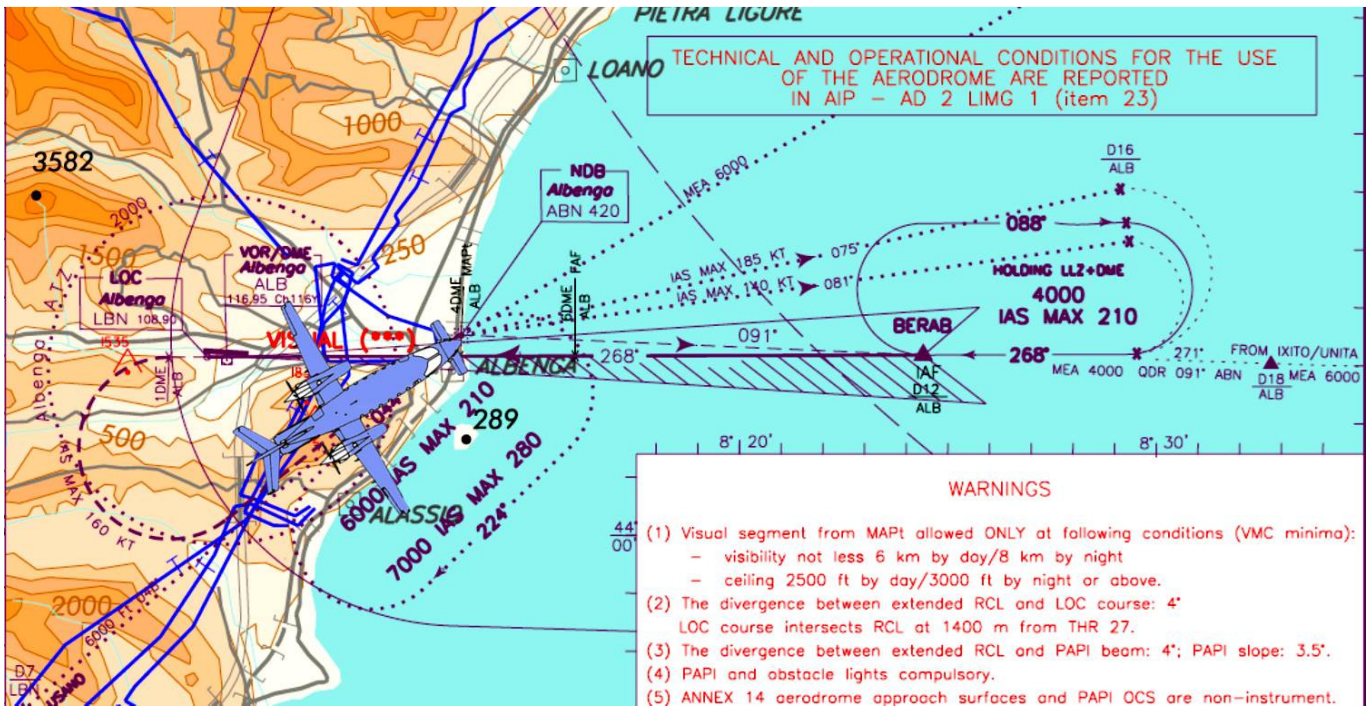 PIETRA LIGURE
LOANO
TECHNICAL AND OPERATIONAL CONDITIONS FOR THE USE
OF THE AERODROME ARE REPORTED
IN AIP – AD 2 LIMG 1 (item 23)
1000
3582
2000
1500
250
NDB
Albenga
ABN 420
MEA 6000
D16
ALB
088°
IAS MAX 185 KT
075°
IAS MAX 140 KT
081°
HOLDING LLZ+DME
4000
IAS MAX 210
VOR/DME
Albenga
ALB
116.95 Ch116Y
LOC
Albenga
LBN 108.90
Albenga ATZ
4DME MAPt
ALB
6DME FAF
ALB
BERAB
091°
VISUAL (***)
1535
1DME
ALB
ALBENGA
268°
IAF
D12
ALB
268°
271°
FROM IXITO/UNITA
MEA 4000 QDR 091° ABN
D18
ALB
MEA 6000
044°
289
8° 20'
8° 30'
500
IAS MAX 160 KT
6000 IAS MAX 210
7000 IAS MAX 280
224°
ALASSIO
44°
00'
2000
6000 Ft 048°
D7
LBN
USANO
WARNINGS
(1) Visual segment from MAPt allowed ONLY at following conditions (VMC minima):
– visibility not less 6 km by day/8 km by night
– ceiling 2500 ft by day/3000 ft by night or above.
(2) The divergence between extended RCL and LOC course: 4°
LOC course intersects RCL at 1400 m from THR 27.
(3) The divergence between extended RCL and PAPI beam: 4°; PAPI slope: 3.5°.
(4) PAPI and obstacle lights compulsory.
(5) ANNEX 14 aerodrome approach surfaces and PAPI OCS are non–instrument.